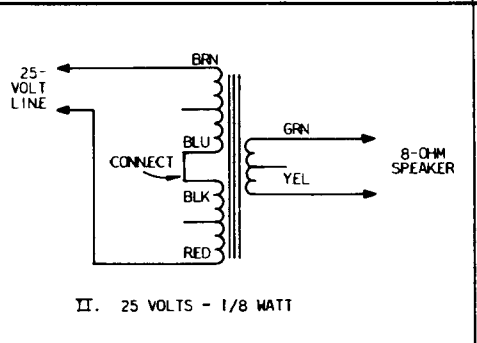 BRN
25-
VOLT
LINE
GRN
BLU
8-OHM
SPEAKER
CONNECT
YEL
BLK
RED
II. 25 VOLTS - 1/8 WATT